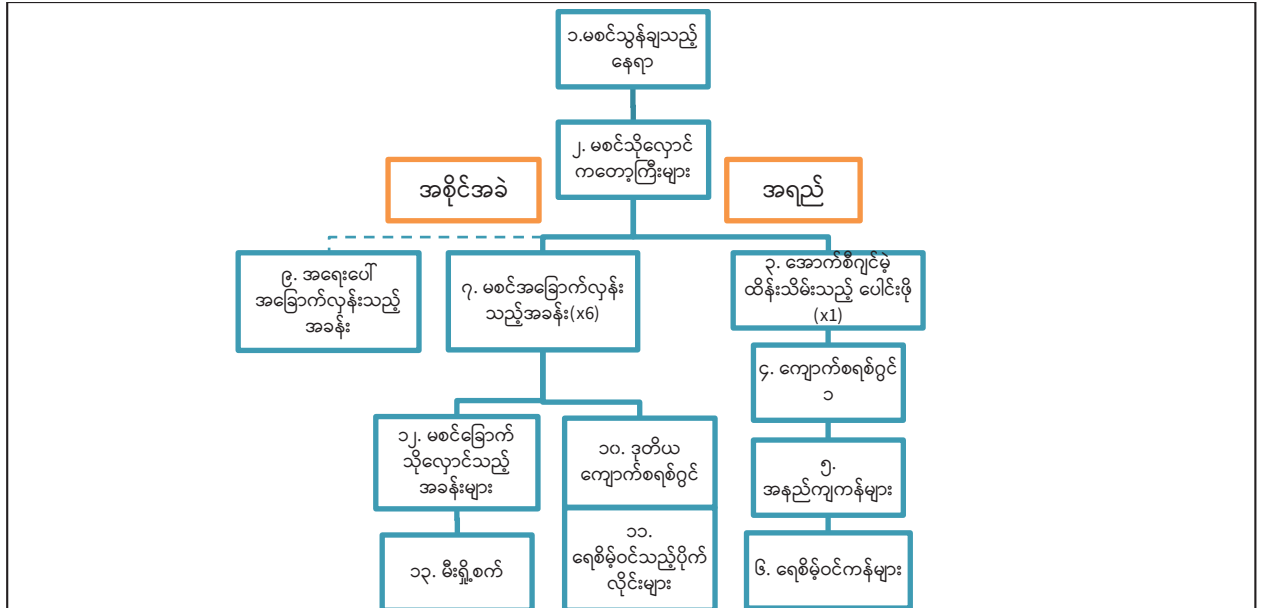 ၁.မစင်သွန်ချသည့်
နေရာ
၂. မစင်သိုလှောင်
ကတော့ကြီးများ
အစိုင်အခဲ
အရည်
၉. အရေးပေါ်
အခြောက်လှန်းသည့်
အခန်း
၇. မစင်အခြောက်လှန်း
သည့်အခန်း(x6)
၃. အောက်စီဂျင်မဲ့
ထိန်းသိမ်းသည့် ပေါင်းဖို
(x1)
၄. ကျောက်စရစ်ဂွင်
၁
၁၂. မစင်ခြောက်
သိုလှောင်သည့်
အခန်းများ
၁၀. ဒုတိယ
ကျောက်စရစ်ဂွင်
၅.
အနည်ကျကန်များ
၁၃. မီးရှို့စက်
၁၁.
ရေစိမ့်ဝင်သည့်ပိုက်
လိုင်းများ
၆. ရေစိမ့်ဝင်ကန်များ